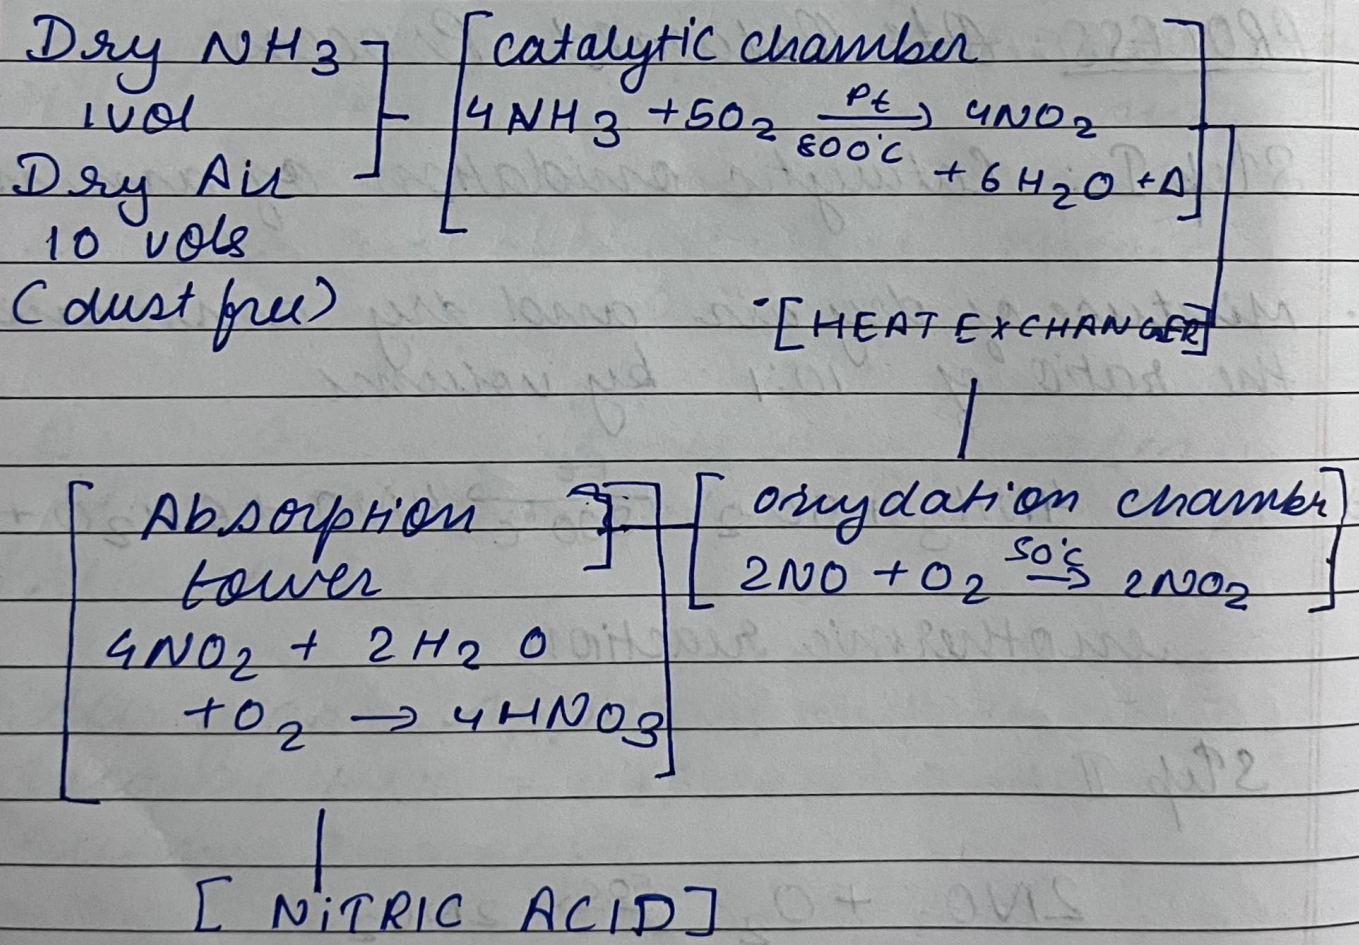 Dry NH3
1vol
Dry Air
10 vols
(dust free)
[catalytic chamber
4NH3 + 5O2 Pt → 800°C 4NO2
+ 6H2O + Δ]
[HEAT EXCHANGER]
[oxydation chamber]
2NO + O2 50°C → 2NO2
[Absorption]
tower
4NO2 + 2H2O
+O2 → 4HNO3
[NiTRIC ACID]